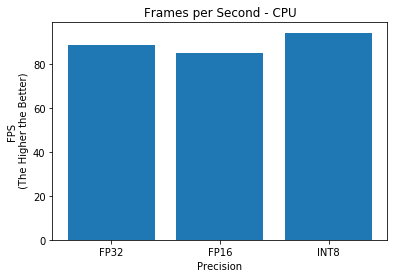 Frames per Second - CPU
FPS
(The Higher the Better)
80
60
40
20
0
FP32 FP16 INT8
Precision